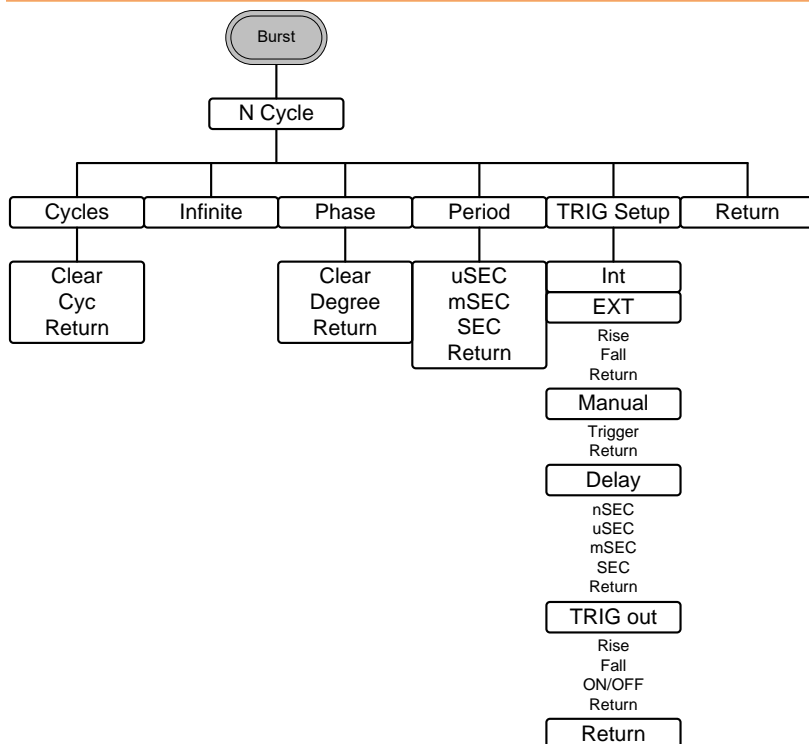 Burst
N Cycle
Cycles Infinite Phase Period TRIG Setup Return
Clear
Cyc
Return
Clear
Degree
Return
uSEC
mSEC
SEC
Return
Int
EXT
Rise
Fall
Return
Manual
Trigger
Return
Delay
nSEC
uSEC
mSEC
SEC
Return
TRIG out
Rise
Fall
ON/OFF
Return
Return